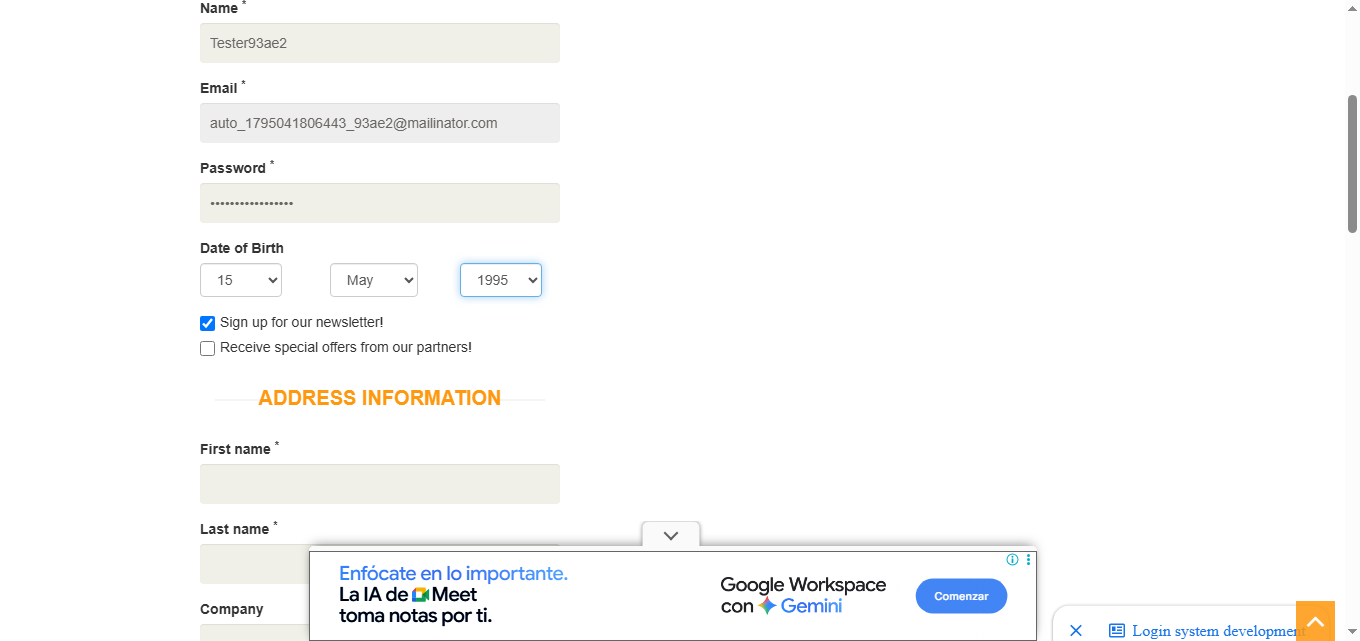 Name *
Tester93ae2
Email *
auto_1795041806443_93ae2@mailinator.com
Password *
•••••••••••••••••
Date of Birth
15 May 1995
Sign up for our newsletter!
Receive special offers from our partners!
ADDRESS INFORMATION
First name *
Last name *
Company
Enfócate en lo importante.
La IA de Meet
toma notas por ti.
Google Workspace
con Gemini
Comenzar
Login system development